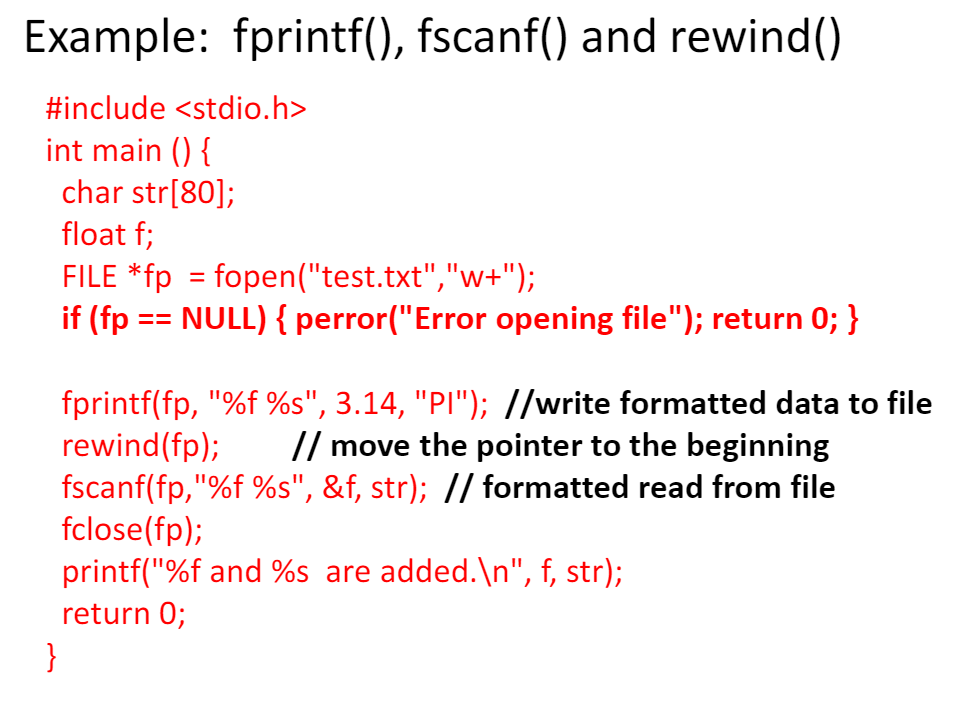 Example:  fprintf(), fscanf() and rewind()
#include <stdio.h>
int main () {
char str[80];
float f;
FILE *fp  = fopen("test.txt","w+");
if (fp == NULL) { perror("Error opening file"); return 0; }
fprintf(fp, "%f %s", 3.14, "PI");  //write formatted data to file
rewind(fp);         // move the pointer to the beginning
fscanf(fp,"%f %s", &f, str);  // formatted read from file
fclose(fp);
printf("%f and %s  are added.\n", f, str);
return 0;
}